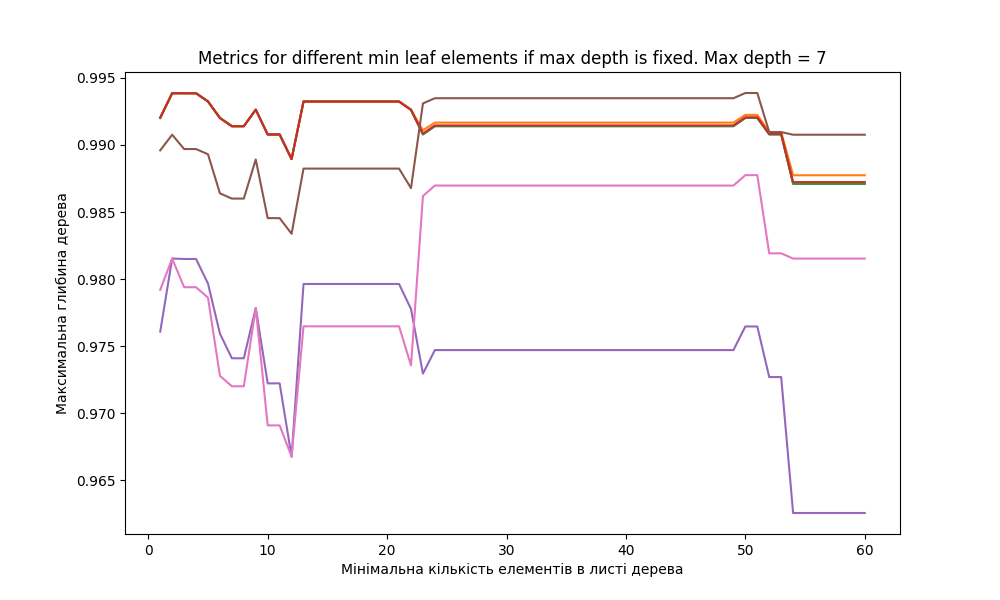 Metrics for different min leaf elements if max depth is fixed. Max depth = 7
Максимальна глибина дерева
0.995
0.990
0.985
0.980
0.975
0.970
0.965
0 10 20 30 40 50 60
Мінімальна кількість елементів в листі дерева